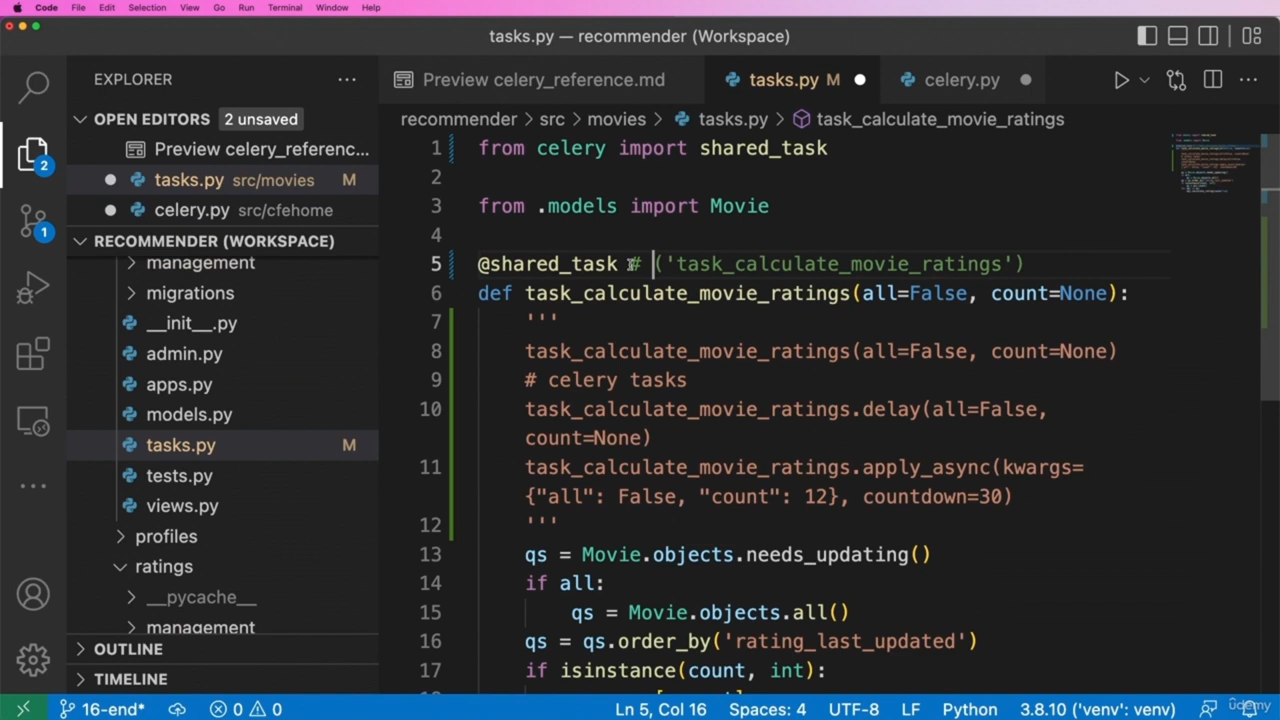 Code File Edit Selection View Go Run Terminal Window Help
tasks.py — recommender (Workspace)
EXPLORER
Preview celery_reference.md
tasks.py M
celery.py
OPEN EDITORS 2 unsaved
Preview celery_referenc...
tasks.py src/movies M
celery.py src/cfehome
RECOMMENDER (WORKSPACE)
management
migrations
__init__.py
admin.py
apps.py
models.py
tasks.py M
tests.py
views.py
profiles
ratings
__pycache__
management
OUTLINE
TIMELINE
2
1
recommender > src > movies > tasks.py > task_calculate_movie_ratings
1 from celery import shared_task
2
3 from .models import Movie
4
5 @shared_task # ('task_calculate_movie_ratings')
6 def task_calculate_movie_ratings(all=False, count=None):
7 '''
8 task_calculate_movie_ratings(all=False, count=None)
9 # celery tasks
10 task_calculate_movie_ratings.delay(all=False,
count=None)
11 task_calculate_movie_ratings.apply_async(kwargs=
{"all": False, "count": 12}, countdown=30)
12 '''
13 qs = Movie.objects.needs_updating()
14 if all:
15 qs = Movie.objects.all()
16 qs = qs.order_by('rating_last_updated')
17 if isinstance(count, int):
16-end* 0 0 Ln 5, Col 16 Spaces: 4 UTF-8 LF Python 3.8.10 ('venv': venv)
udemy